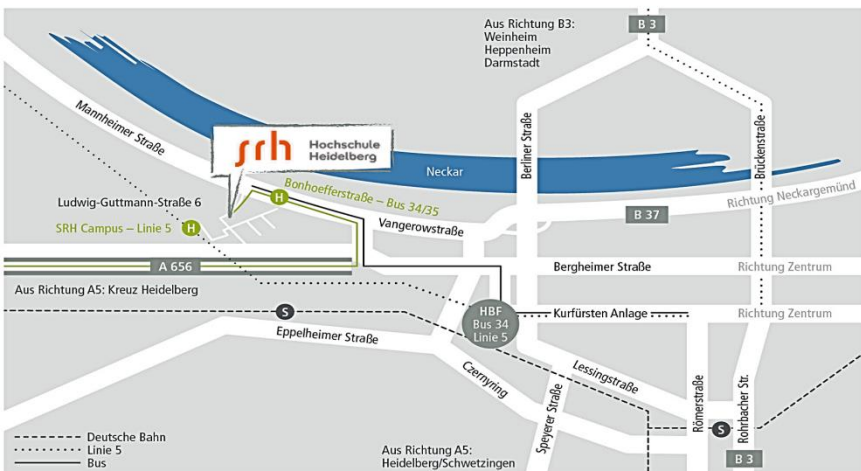 Aus Richtung B3:
Weinheim
Heppenheim
Darmstadt
B 3
Mannheimer Straße
srh Hochschule
Heidelberg
Neckar
Berliner Straße
Brückenstraße
Ludwig-Guttmann-Straße 6
H
Bonhoefferstraße – Bus 34/35
Richtung Neckargemünd
SRH Campus – Linie 5
H
Vangerowstraße
B 37
A 656
Bergheimer Straße
Richtung Zentrum
Aus Richtung A5: Kreuz Heidelberg
S
HBF
Bus 34
Linie 5
Kurfürsten Anlage
Richtung Zentrum
Eppelheimer Straße
Czernyring
Lessingstraße
Speyerer Straße
Römerstraße
Rohrbacher Str.
S
Deutsche Bahn
Linie 5
Bus
Aus Richtung A5:
Heidelberg/Schwetzingen
B 3